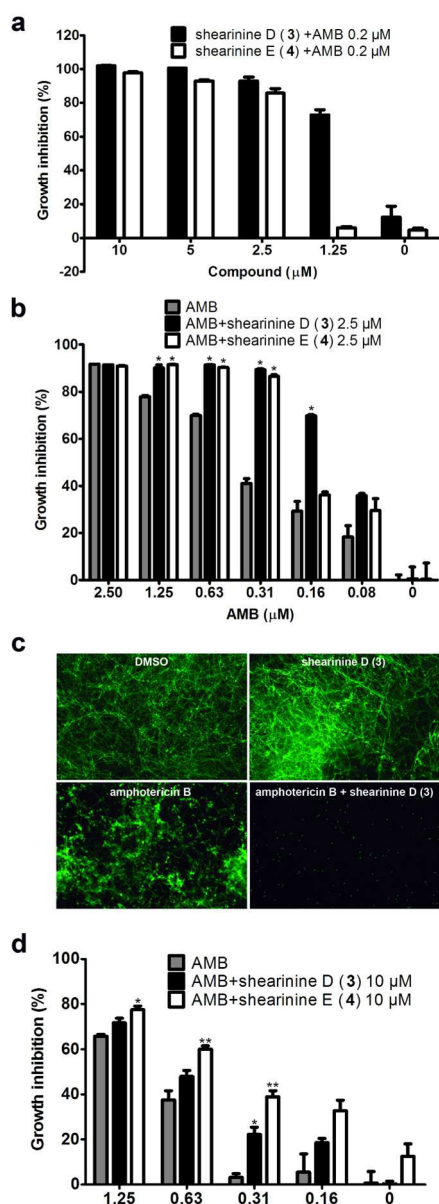 a
shearinine D (3) +AMB 0.2 µM
shearinine E (4) +AMB 0.2 µM
Growth inhibition (%)
120
100
80
60
40
20
0
-20
10 5 2.5 1.25 0
Compound (µM)
b
AMB
AMB+shearinine D (3) 2.5 µM
AMB+shearinine E (4) 2.5 µM
Growth inhibition (%)
100
80
60
40
20
0
* * * * * * *
2.50 1.25 0.63 0.31 0.16 0.08 0
AMB (µM)
c
DMSO shearinine D (3)
amphotericin B amphotericin B + shearinine D (3)
d
AMB
AMB+shearinine D (3) 10 µM
AMB+shearinine E (4) 10 µM
Growth inhibition (%)
100
80
60
40
20
0
* ** * **
1.25 0.63 0.31 0.16 0